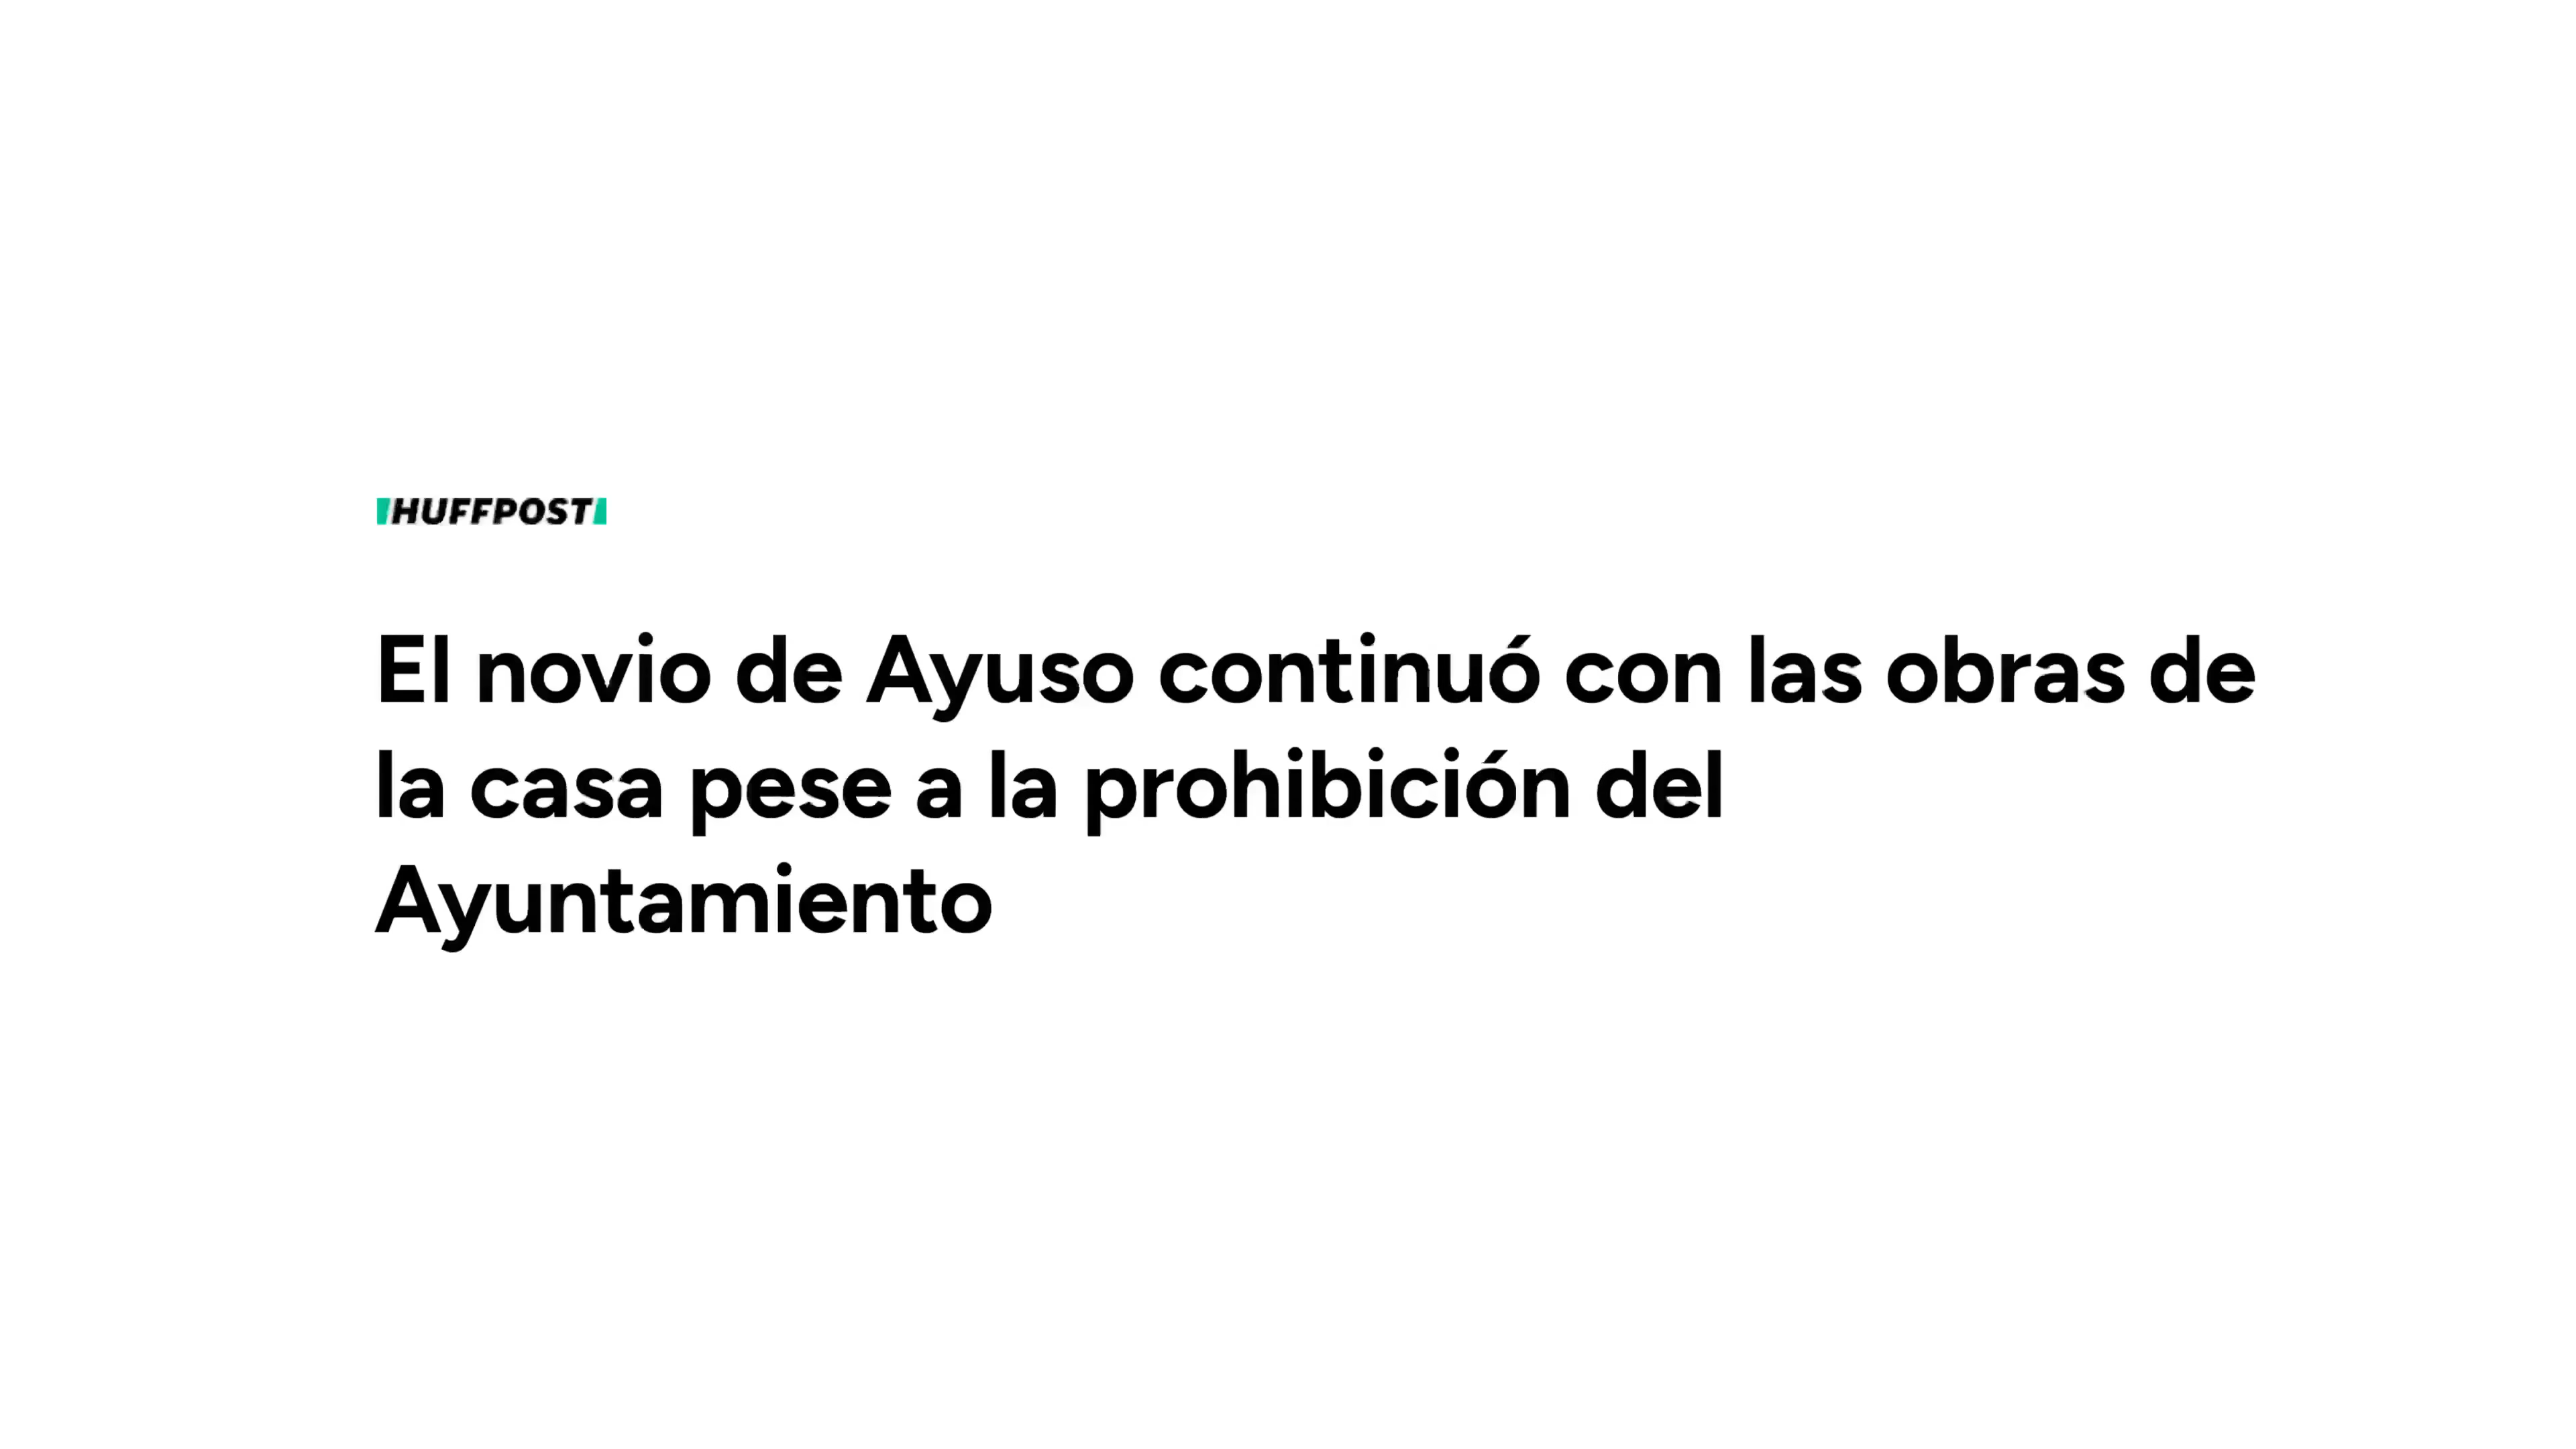 HUFFPOST
El novio de Ayuso continuó con las obras de
la casa pese a la prohibición del
Ayuntamiento